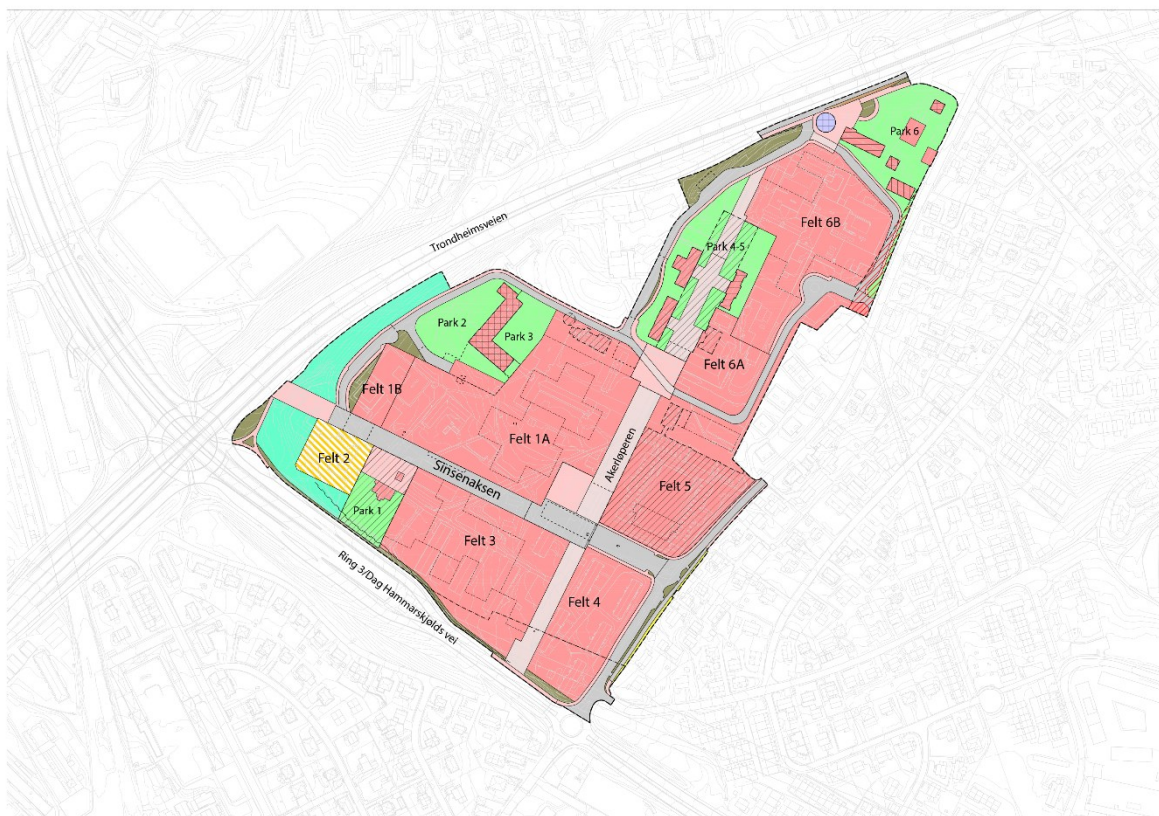 Park 6
Trondheimsveien
Felt 6B
Park 4-5
Park 2
Park 3
Felt 6A
Felt 1B
Felt 1A
Akerløperen
Felt 2
Sinsenaksen
Felt 5
Park 1
Felt 3
Felt 4
Ring 3/Dag Hammarskjølds vei